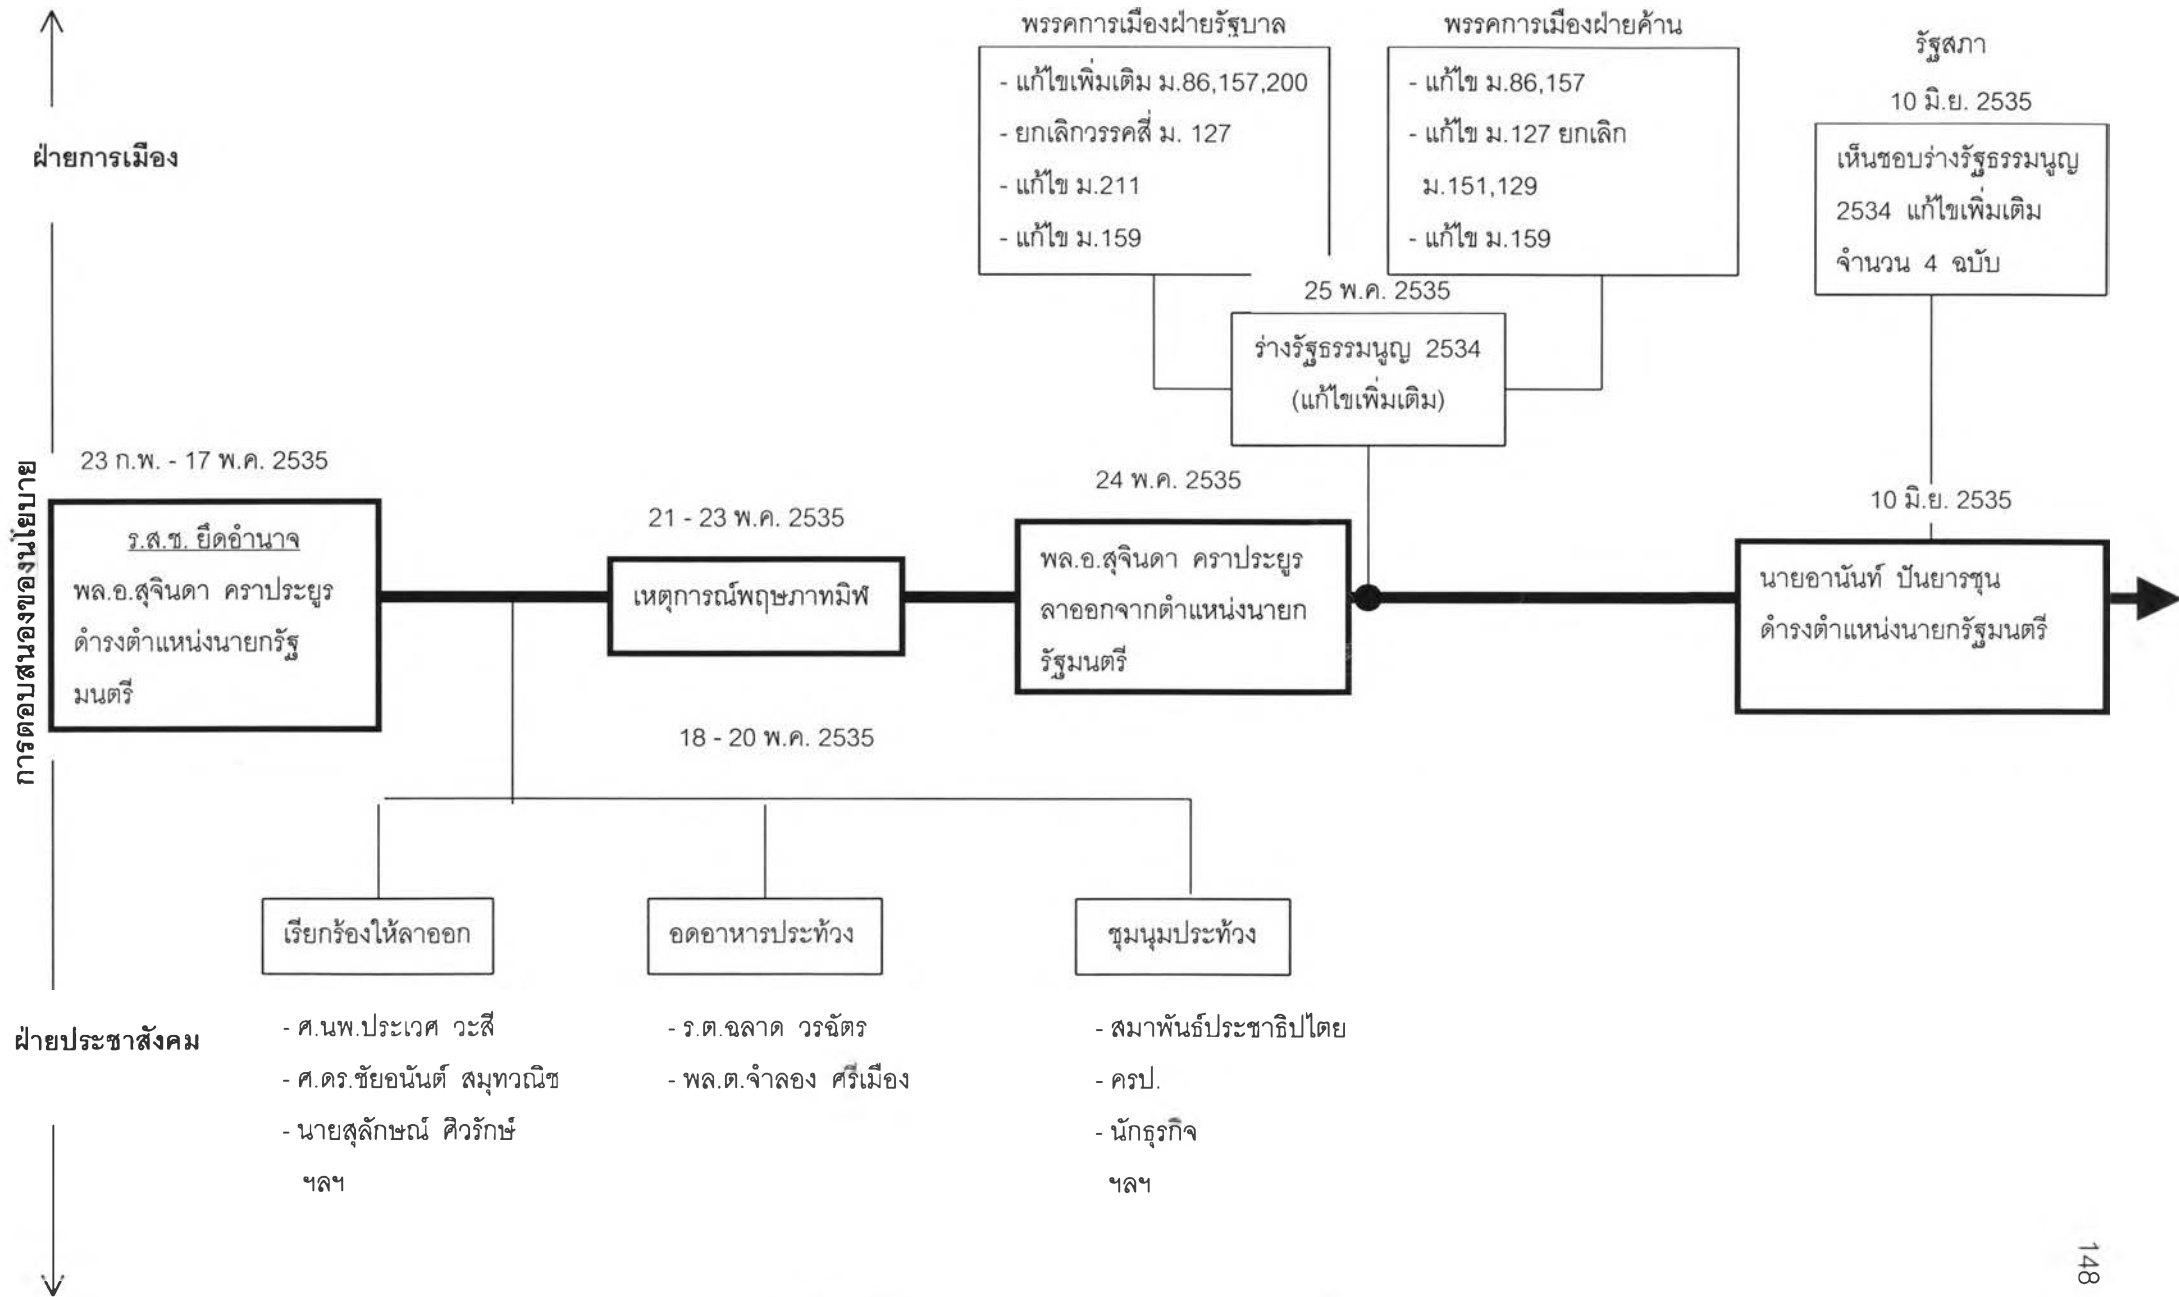 พรรคการเมืองฝ่ายรัฐบาล
- แก้ไขเพิ่มเติม ม.86,157,200
- ยกเลิกวรรคสี่ ม. 127
- แก้ไข ม.211
- แก้ไข ม.159
พรรคการเมืองฝ่ายค้าน
- แก้ไข ม.86,157
- แก้ไข ม.127 ยกเลิก
ม.151,129
- แก้ไข ม.159
รัฐสภา
10 มิ.ย. 2535
เห็นชอบร่างรัฐธรรมนูญ
2534 แก้ไขเพิ่มเติม
จำนวน 4 ฉบับ
ฝ่ายการเมือง
25 พ.ค. 2535
ร่างรัฐธรรมนูญ 2534
(แก้ไขเพิ่มเติม)
การตอบสนองของนโยบาย
23 ก.พ. - 17 พ.ค. 2535
ร.ส.ช. ยึดอำนาจ
พล.อ.สุจินดา คราประยูร
ดำรงตำแหน่งนายกรัฐ
มนตรี
21 - 23 พ.ค. 2535
เหตุการณ์พฤษภาทมิฬ
24 พ.ค. 2535
พล.อ.สุจินดา คราประยูร
ลาออกจากตำแหน่งนายก
รัฐมนตรี
10 มิ.ย. 2535
นายอานันท์ ปันยารชุน
ดำรงตำแหน่งนายกรัฐมนตรี
18 - 20 พ.ค. 2535
เรียกร้องให้ลาออก
อดอาหารประท้วง
ชุมนุมประท้วง
ฝ่ายประชาสังคม
- ศ.นพ.ประเวศ วะสี
- ศ.ดร.ชัยอนันต์ สมุทวณิช
- นายสุลักษณ์ ศิวรักษ์
ฯลฯ
- ร.ต.ฉลาด วรฉัตร
- พล.ต.จำลอง ศรีเมือง
- สมาพันธ์ประชาธิปไตย
- ครป.
- นักธุรกิจ
ฯลฯ
148